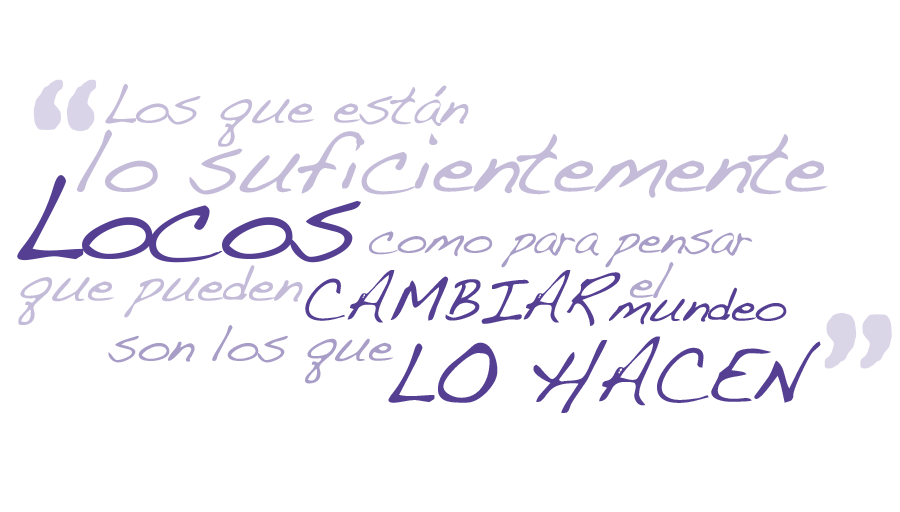 “Los que están
lo suficientemente
Locos como para pensar
que pueden CAMBIAR el mundeo
son los que LO HACEN”